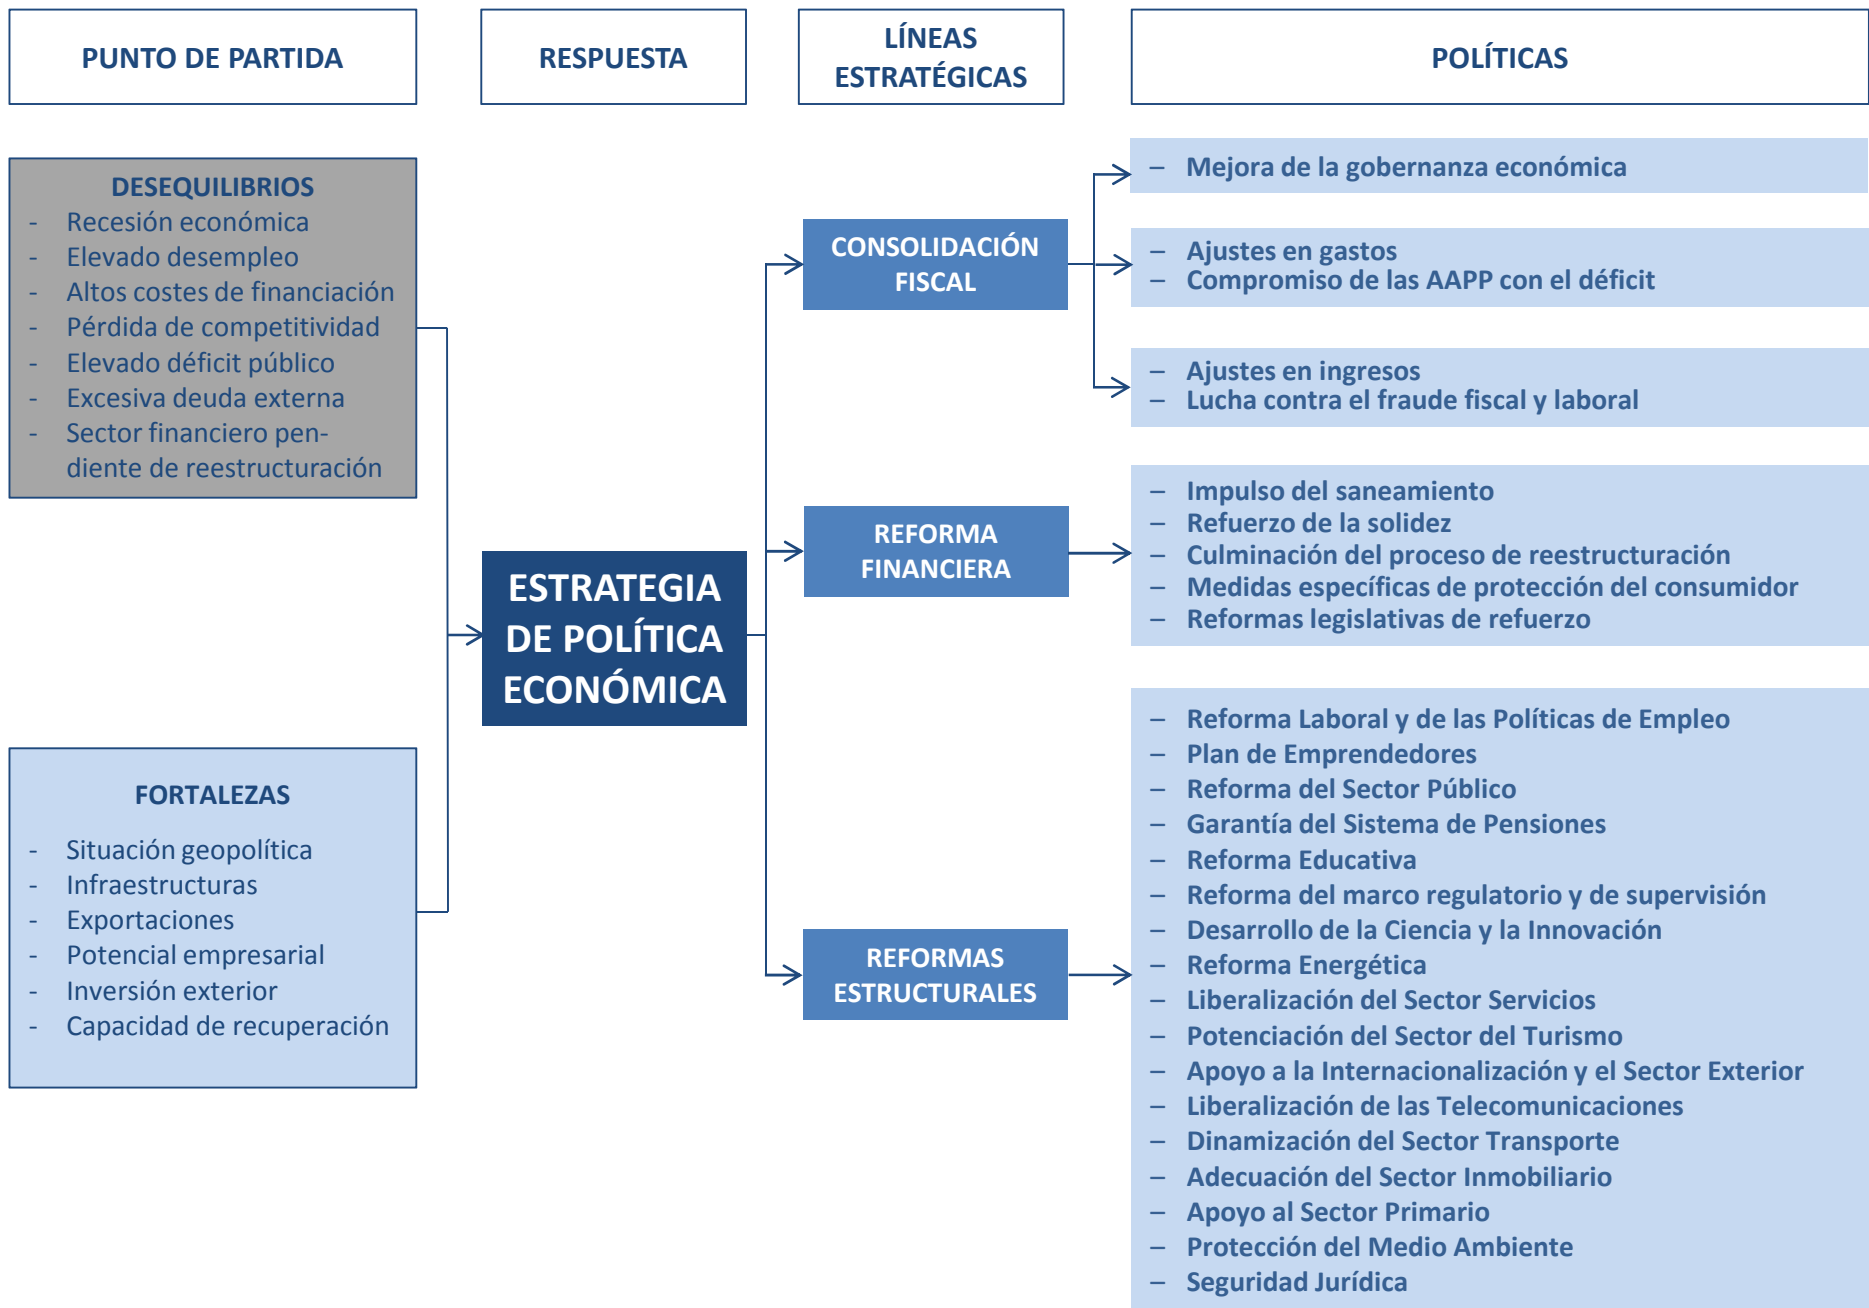 PUNTO DE PARTIDA
RESPUESTA
LÍNEAS
ESTRATÉGICAS
POLÍTICAS
DESEQUILIBRIOS
- Recesión económica
- Elevado desempleo
- Altos costes de financiación
- Pérdida de competitividad
- Elevado déficit público
- Excesiva deuda externa
- Sector financiero pen-
diente de reestructuración
FORTALEZAS
- Situación geopolítica
- Infraestructuras
- Exportaciones
- Potencial empresarial
- Inversión exterior
- Capacidad de recuperación
ESTRATEGIA
DE POLÍTICA
ECONÓMICA
CONSOLIDACIÓN
FISCAL
– Mejora de la gobernanza económica
– Ajustes en gastos
– Compromiso de las AAPP con el déficit
– Ajustes en ingresos
– Lucha contra el fraude fiscal y laboral
REFORMA
FINANCIERA
– Impulso del saneamiento
– Refuerzo de la solidez
– Culminación del proceso de reestructuración
– Medidas específicas de protección del consumidor
– Reformas legislativas de refuerzo
REFORMAS
ESTRUCTURALES
– Reforma Laboral y de las Políticas de Empleo
– Plan de Emprendedores
– Reforma del Sector Público
– Garantía del Sistema de Pensiones
– Reforma Educativa
– Reforma del marco regulatorio y de supervisión
– Desarrollo de la Ciencia y la Innovación
– Reforma Energética
– Liberalización del Sector Servicios
– Potenciación del Sector del Turismo
– Apoyo a la Internacionalización y el Sector Exterior
– Liberalización de las Telecomunicaciones
– Dinamización del Sector Transporte
– Adecuación del Sector Inmobiliario
– Apoyo al Sector Primario
– Protección del Medio Ambiente
– Seguridad Jurídica